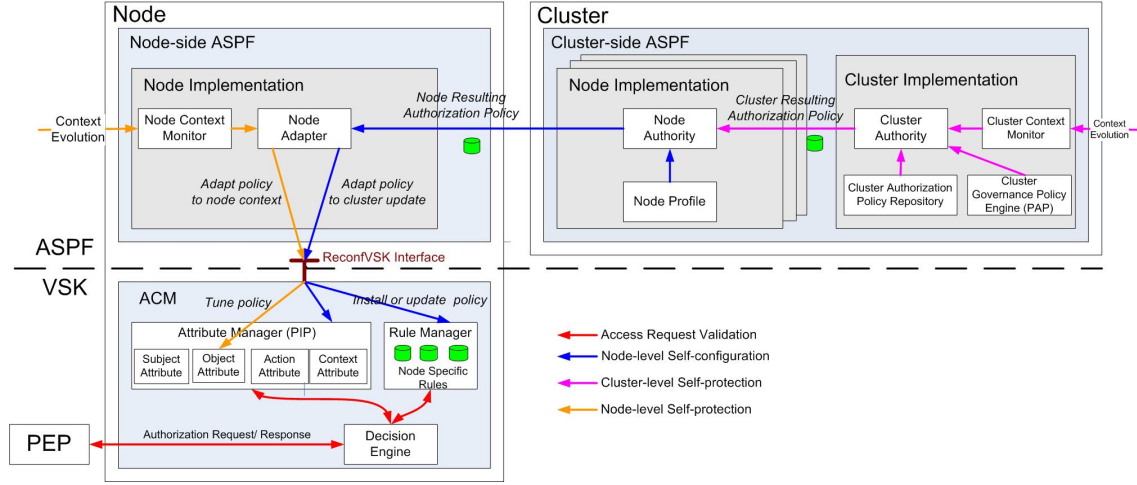 Node
Cluster
Node-side ASPF
Cluster-side ASPF
Node Implementation
Node Implementation
Cluster Implementation
Context
Evolution
Node Context
Monitor
Node
Adapter
Node Resulting
Authorization Policy
Node
Authority
Cluster Resulting
Authorization Policy
Cluster
Authority
Cluster Context
Monitor
Context
Evolution
Adapt policy
to node context
Adapt policy
to cluster update
Node Profile
Cluster Authorization
Policy Repository
Cluster
Governance Policy
Engine (PAP)
ASPF
ReconfVSK Interface
VSK
ACM
Tune policy
Install or update policy
Attribute Manager (PIP)
Rule Manager
Subject
Attribute
Object
Attribute
Action
Attribute
Context
Attribute
Node Specific
Rules
Access Request Validation
Node-level Self-configuration
Cluster-level Self-protection
Node-level Self-protection
PEP
Authorization Request/ Response
Decision
Engine